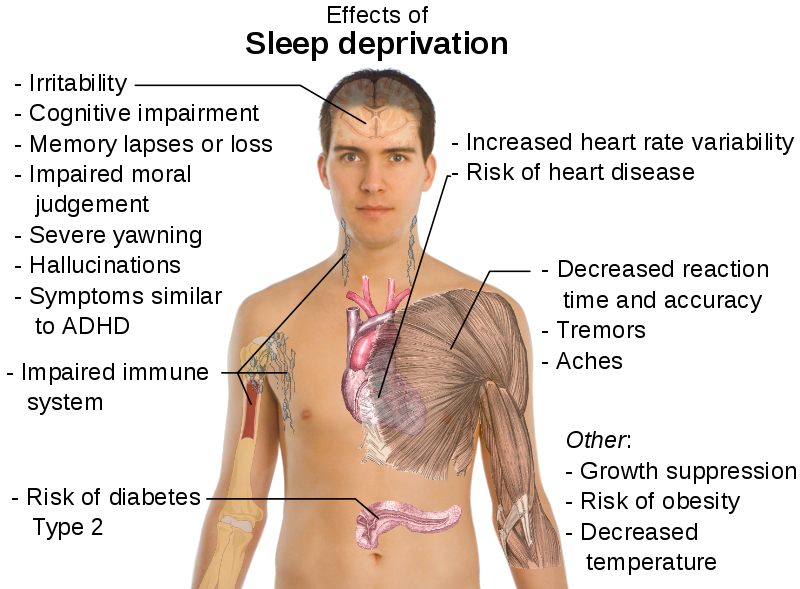 Effects of
Sleep deprivation
- Irritability
- Cognitive impairment
- Memory lapses or loss
- Impaired moral
judgement
- Severe yawning
- Hallucinations
- Symptoms similar
to ADHD
- Impaired immune
system
- Risk of diabetes
Type 2
- Increased heart rate variability
- Risk of heart disease
- Decreased reaction
time and accuracy
- Tremors
- Aches
Other:
- Growth suppression
- Risk of obesity
- Decreased
temperature